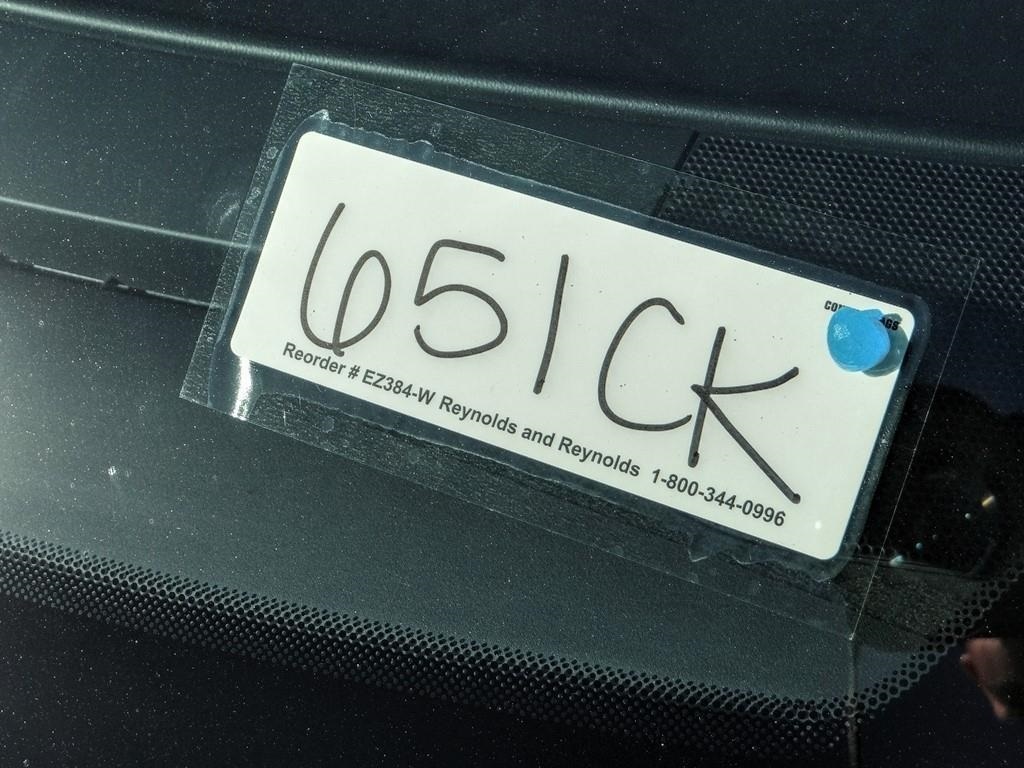 651CK
Reorder # EZ384-W Reynolds and Reynolds 1-800-344-0996